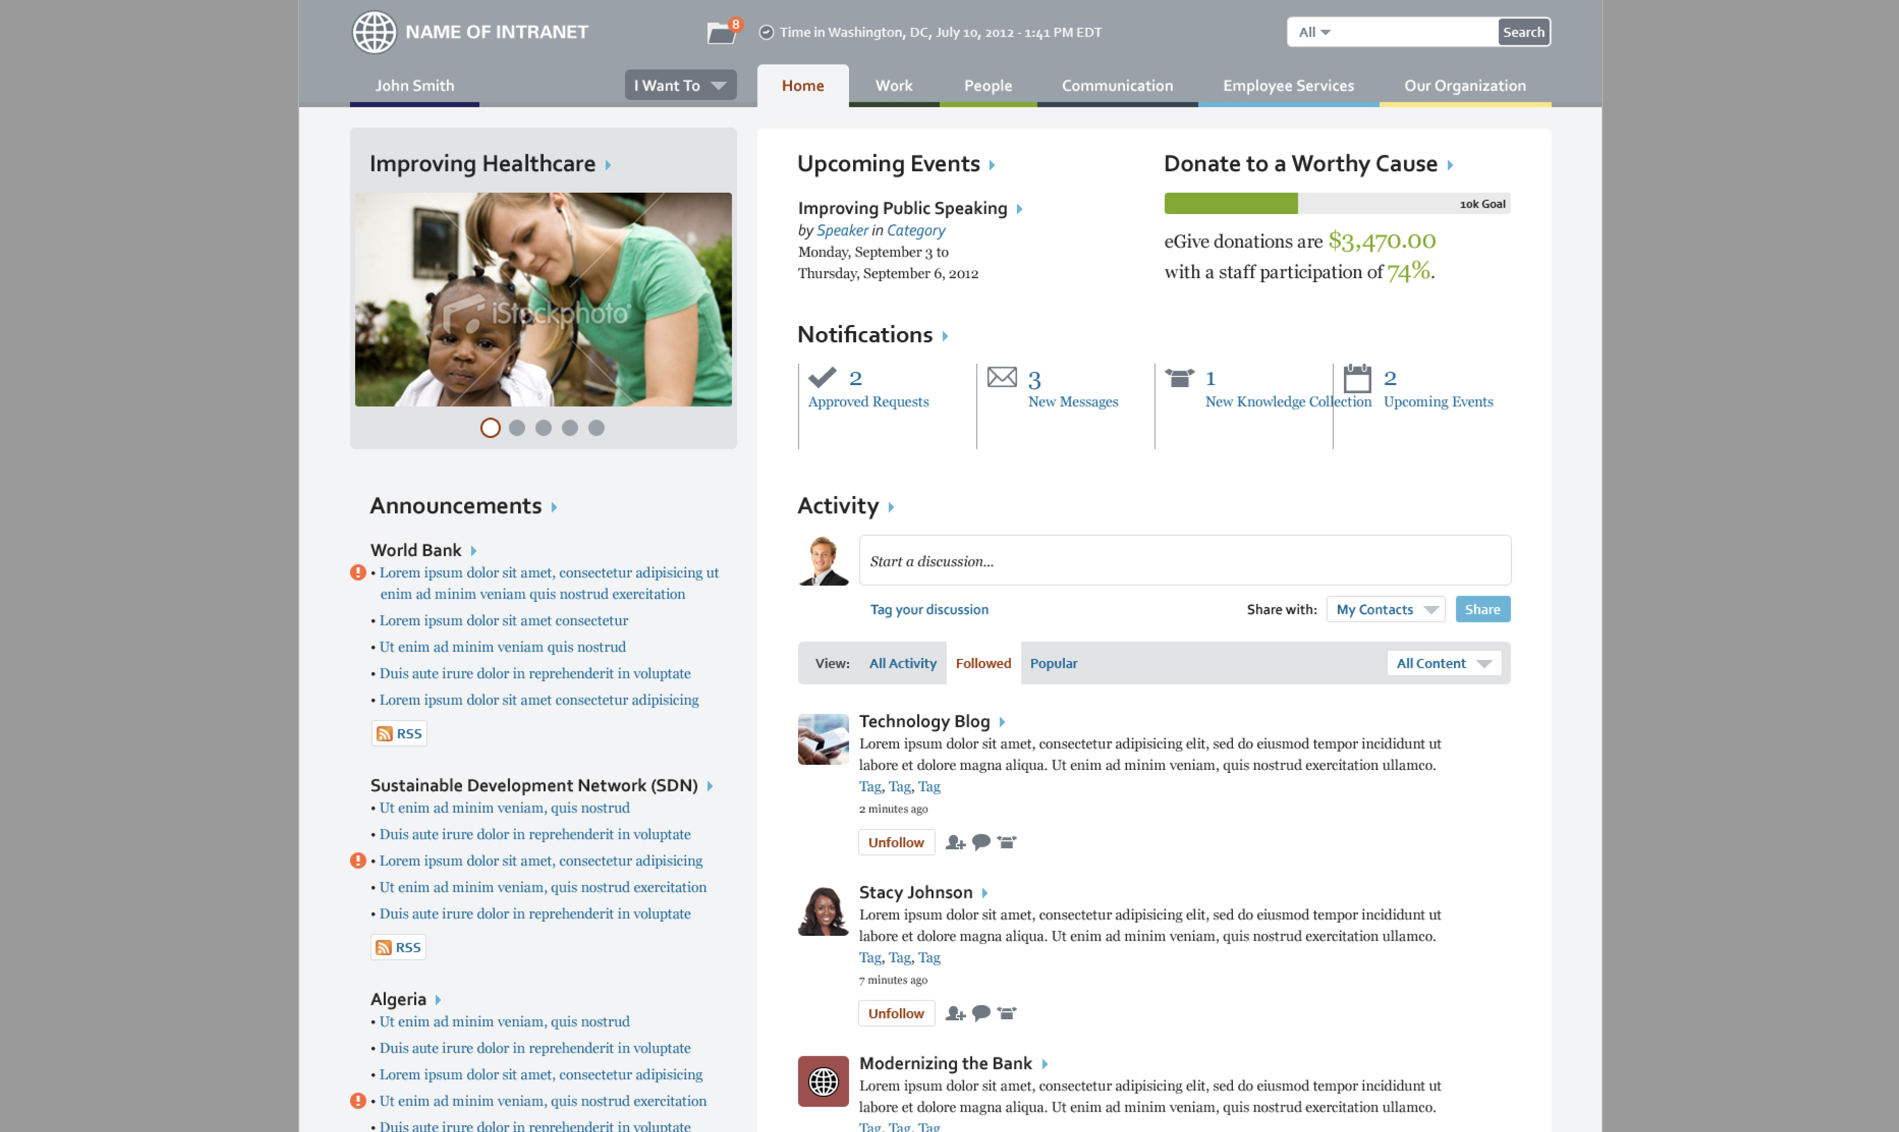 NAME OF INTRANET
8
Time in Washington, DC, July 10, 2012 - 1:41 PM EDT
All
Search
John Smith
I Want To
Home
Work
People
Communication
Employee Services
Our Organization
Improving Healthcare
iStockphoto
Announcements
World Bank
• Lorem ipsum dolor sit amet, consectetur adipisicing ut
enim ad minim veniam quis nostrud exercitation
• Lorem ipsum dolor sit amet consectetur
• Ut enim ad minim veniam quis nostrud
• Duis aute irure dolor in reprehenderit in voluptate
• Lorem ipsum dolor sit amet consectetur adipisicing
RSS
Sustainable Development Network (SDN)
• Ut enim ad minim veniam, quis nostrud
• Duis aute irure dolor in reprehenderit in voluptate
• Lorem ipsum dolor sit amet, consectetur adipisicing
• Ut enim ad minim veniam, quis nostrud exercitation
• Duis aute irure dolor in reprehenderit in voluptate
RSS
Algeria
• Ut enim ad minim veniam, quis nostrud
• Duis aute irure dolor in reprehenderit in voluptate
• Lorem ipsum dolor sit amet, consectetur adipisicing
• Ut enim ad minim veniam, quis nostrud exercitation
• Duis aute irure dolor in reprehenderit in voluptate
Upcoming Events
Improving Public Speaking
by Speaker in Category
Monday, September 3 to
Thursday, September 6, 2012
Donate to a Worthy Cause
10k Goal
eGive donations are $3,470.00
with a staff participation of 74%.
Notifications
2
Approved Requests
3
New Messages
1
New Knowledge Collection
2
Upcoming Events
Activity
Start a discussion...
Tag your discussion
Share with:
My Contacts
Share
View:
All Activity
Followed
Popular
All Content
Technology Blog
Lorem ipsum dolor sit amet, consectetur adipisicing elit, sed do eiusmod tempor incididunt ut
labore et dolore magna aliqua. Ut enim ad minim veniam, quis nostrud exercitation ullamco.
Tag, Tag, Tag
2 minutes ago
Unfollow
Stacy Johnson
Lorem ipsum dolor sit amet, consectetur adipisicing elit, sed do eiusmod tempor incididunt ut
labore et dolore magna aliqua. Ut enim ad minim veniam, quis nostrud exercitation ullamco.
Tag, Tag, Tag
7 minutes ago
Unfollow
Modernizing the Bank
Lorem ipsum dolor sit amet, consectetur adipisicing elit, sed do eiusmod tempor incididunt ut
labore et dolore magna aliqua. Ut enim ad minim veniam, quis nostrud exercitation ullamco.
Tag, Tag, Tag